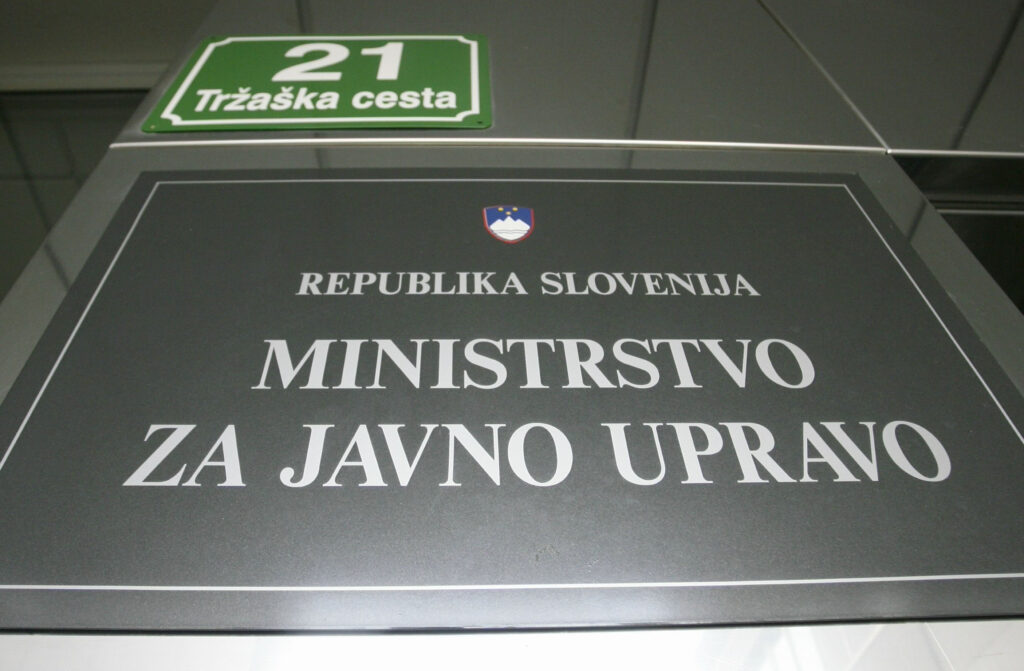 21
Tržaška cesta
REPUBLIKA SLOVENIJA
MINISTRSTVO
ZA JAVNO UPRAVO